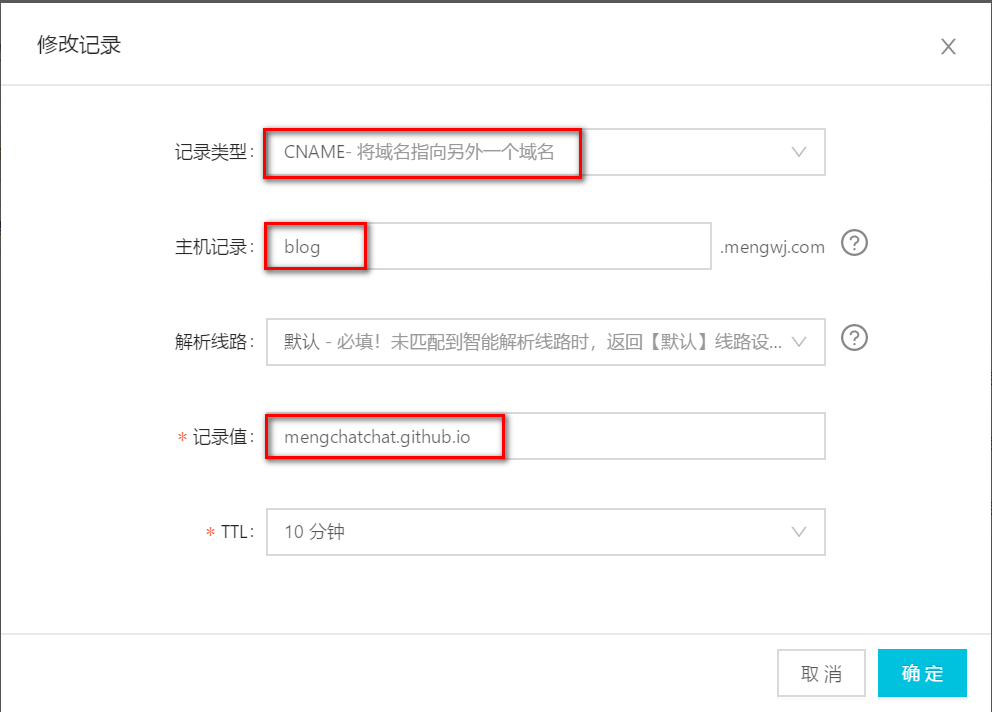 修改记录
记录类型:
CNAME- 将域名指向另外一个域名
主机记录:
blog
.mengwj.com
?
解析线路:
默认 - 必填！未匹配到智能解析线路时，返回【默认】线路设...
?
* 记录值:
mengchatchat.github.io
* TTL:
10 分钟
取 消
确 定